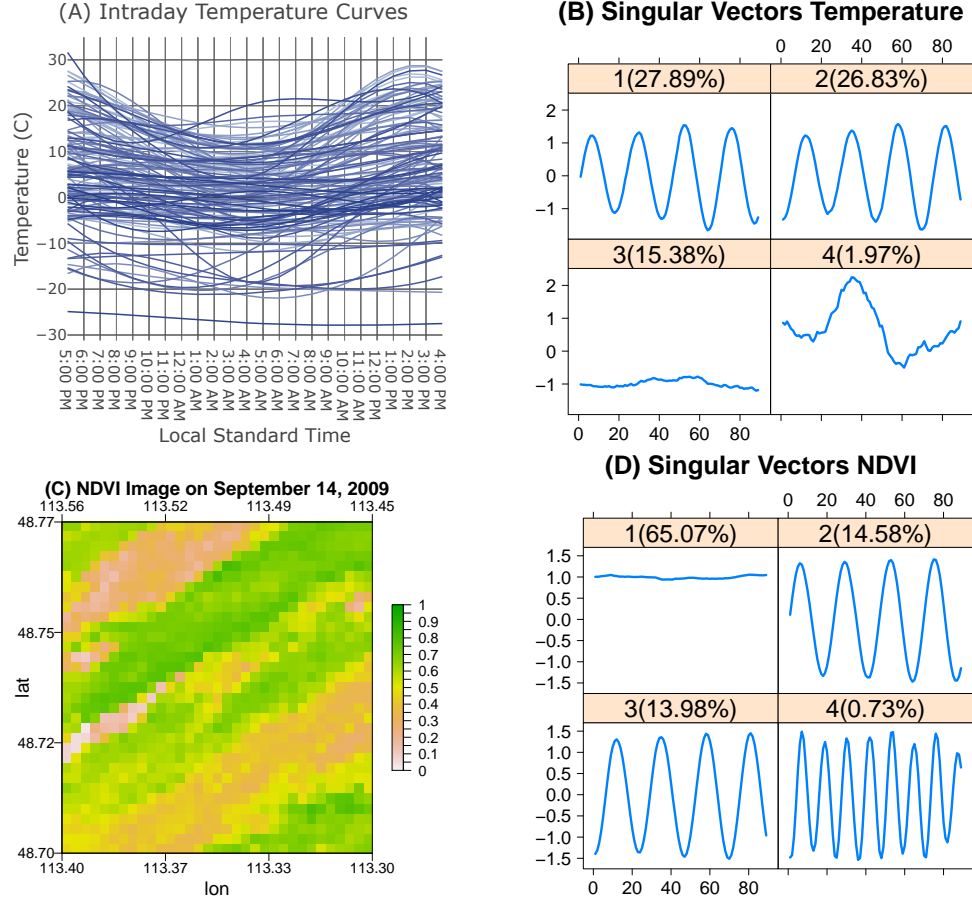 (A) Intraday Temperature Curves
30
20
10
0
−10
−20
−30
Temperature (C)
5:00 PM
6:00 PM
7:00 PM
8:00 PM
9:00 PM
10:00 PM
11:00 PM
12:00 AM
1:00 AM
2:00 AM
3:00 AM
4:00 AM
5:00 AM
6:00 AM
7:00 AM
8:00 AM
9:00 AM
10:00 AM
11:00 AM
12:00 PM
1:00 PM
2:00 PM
3:00 PM
4:00 PM
Local Standard Time
(B) Singular Vectors Temperature
0 20 40 60 80
1(27.89%) 2(26.83%)
2
1
0
−1
3(15.38%) 4(1.97%)
2
1
0
−1
0 20 40 60 80
(C) NDVI Image on September 14, 2009
113.56 113.52 113.49 113.45
48.77
48.75
48.72
48.70
lat
113.40 113.37 113.33 113.30
lon
1
0.9
0.8
0.7
0.6
0.5
0.4
0.3
0.2
0.1
0
(D) Singular Vectors NDVI
0 20 40 60 80
1(65.07%) 2(14.58%)
1.5
1.0
0.5
0.0
−0.5
−1.0
−1.5
3(13.98%) 4(0.73%)
1.5
1.0
0.5
0.0
−0.5
−1.0
−1.5
0 20 40 60 80